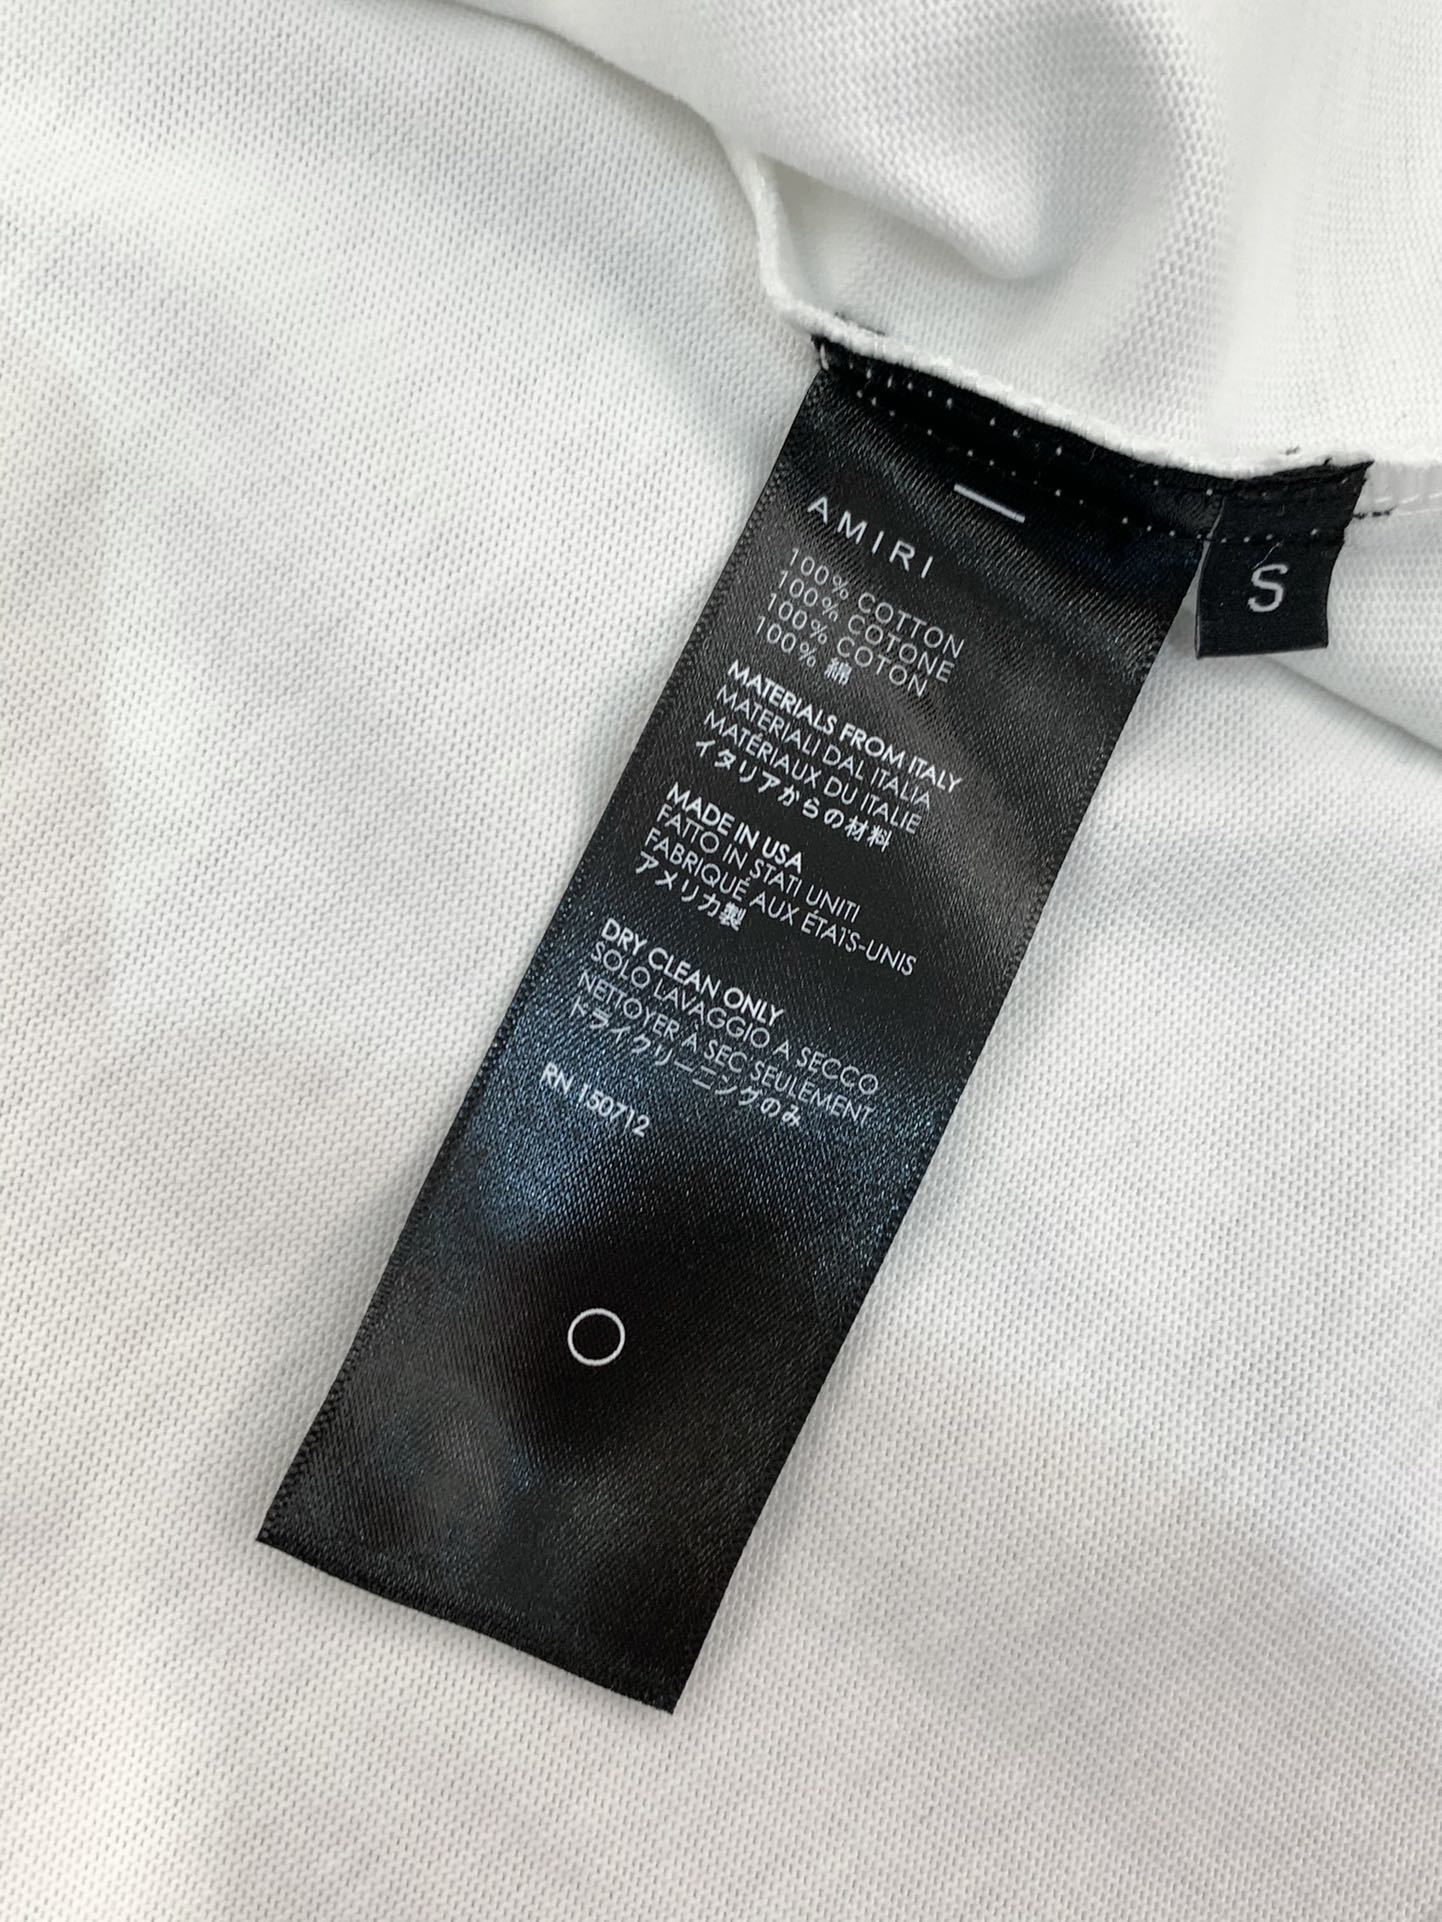 AMIRI
100% COTTON
100% COTONE
100% COTON
100% 綿
MATERIALS FROM ITALY
MATERIALI DAL ITALIA
MATÉRIAUX DU ITALIE
イタリアからの材料
MADE IN USA
FATTO IN STATI UNITI
FABRIQUÉ AUX ÉTATS-UNIS
アメリカ製
DRY CLEAN ONLY
SOLO LAVAGGIO A SECCO
NETTOYER A SEC SEULEMENT
ドライクリーニングのみ
RN 150712
S